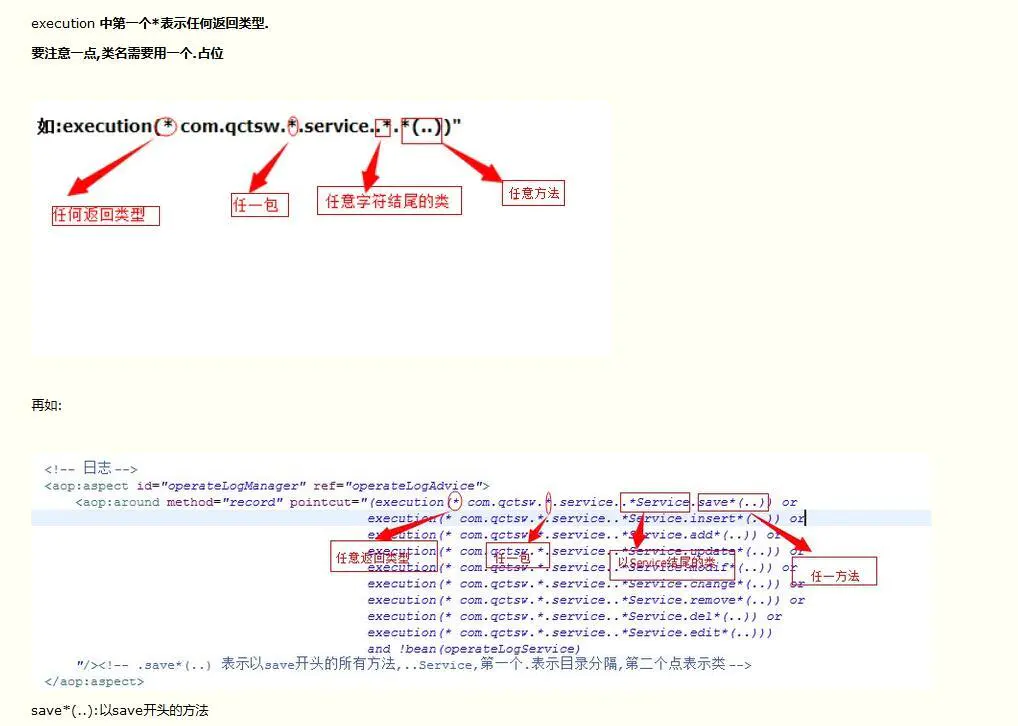 execution 中第一个*表示任何返回类型.
要注意一点,类名需要用一个.占位
如:execution(* com.qctsw.*.service..*.*(..))"
任何返回类型
任一包
任意字符结尾的类
任意方法
再如:
<!-- 日志-->
<aop:aspect id="operateLogManager" ref="operateLogAdvice">
<aop:around method="record" pointcut="(execution(* com.qctsw.*.service..*Service.save*(..)) or
execution(* com.qctsw.*.service..*Service.insert*(..)) or
execution(* com.qctsw.*.service..*Service.add*(..)) or
execution(* com.qctsw.*.service..*Service.update*(..)) or
任意返回类型
任一包
以Service结尾的类
任一方法
execution(* com.qctsw.*.service..*Service.modif*(..)) or
execution(* com.qctsw.*.service..*Service.change*(..)) or
execution(* com.qctsw.*.service..*Service.remove*(..)) or
execution(* com.qctsw.*.service..*Service.del*(..)) or
execution(* com.qctsw.*.service..*Service.edit*(..)))
and !bean(operateLogService)
"/><!-- .save*(..) 表示以save开头的所有方法,..Service,第一个.表示目录分隔,第二个点表示类-->
</aop:aspect>
save*(..):以save开头的方法